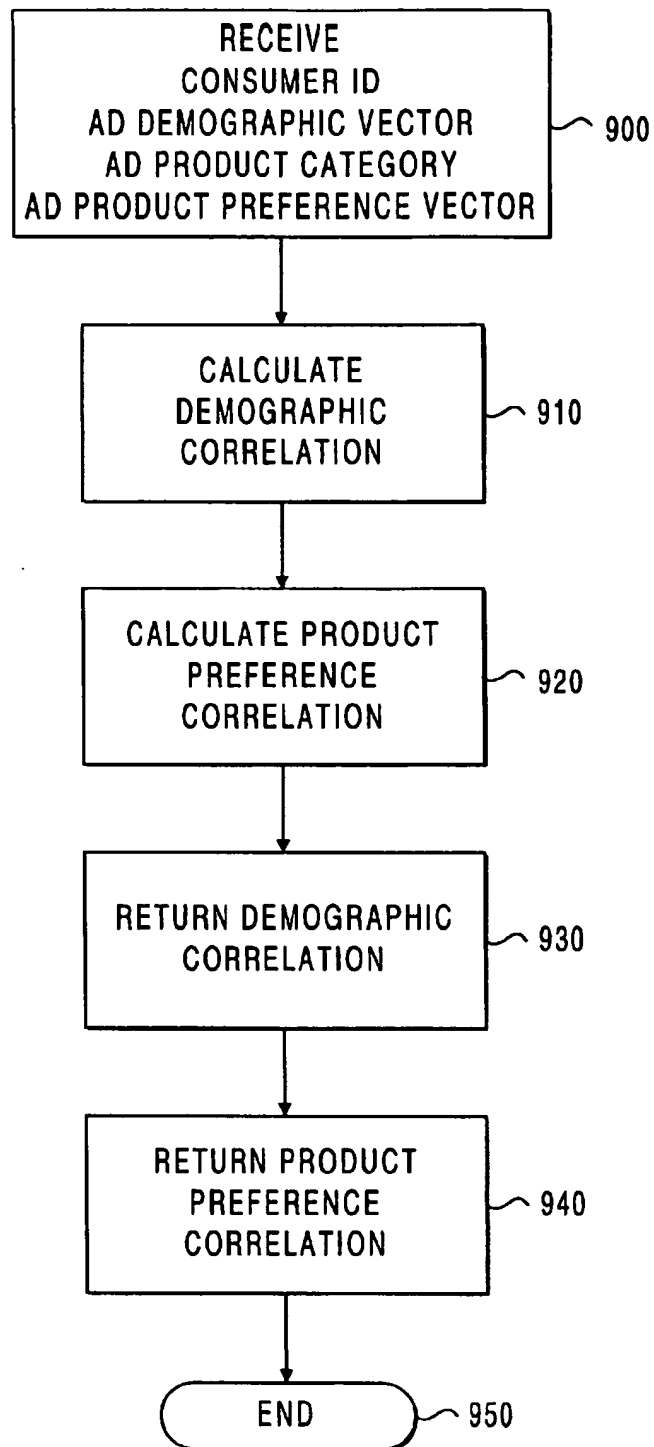 RECEIVE
CONSUMER ID
AD DEMOGRAPHIC VECTOR
AD PRODUCT CATEGORY
AD PRODUCT PREFERENCE VECTOR
900
CALCULATE
DEMOGRAPHIC
CORRELATION
910
CALCULATE PRODUCT
PREFERENCE
CORRELATION
920
RETURN DEMOGRAPHIC
CORRELATION
930
RETURN PRODUCT
PREFERENCE
CORRELATION
940
END
950